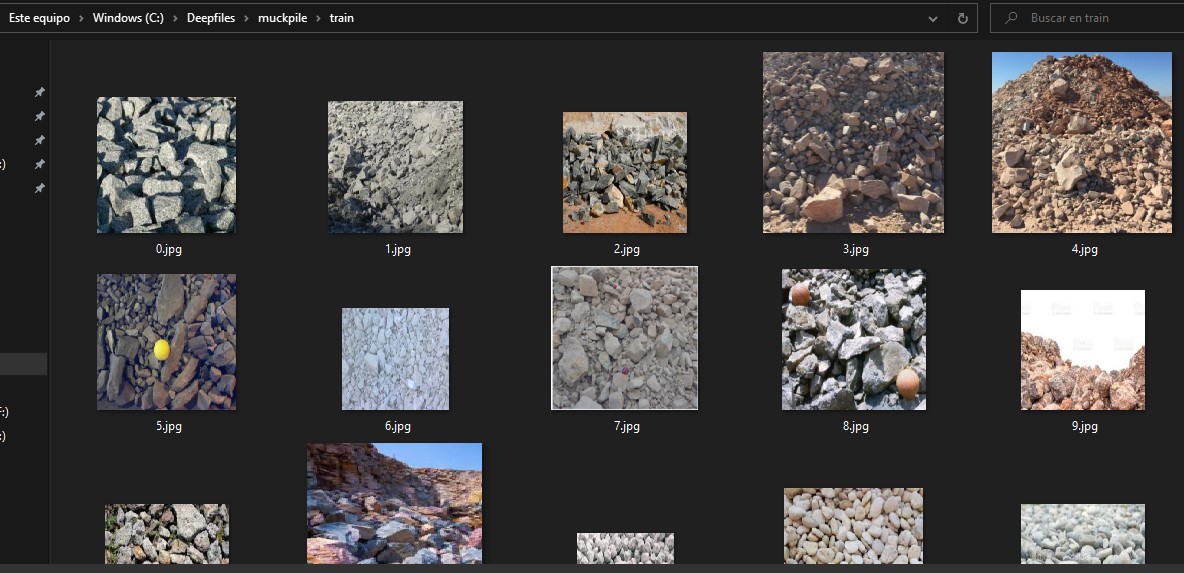 Este equipo > Windows (C:) > Deepfiles > muckpile > train
Buscar en train
:)
0.jpg
1.jpg
2.jpg
3.jpg
4.jpg
5.jpg
6.jpg
7.jpg
8.jpg
9.jpg
:)
:)